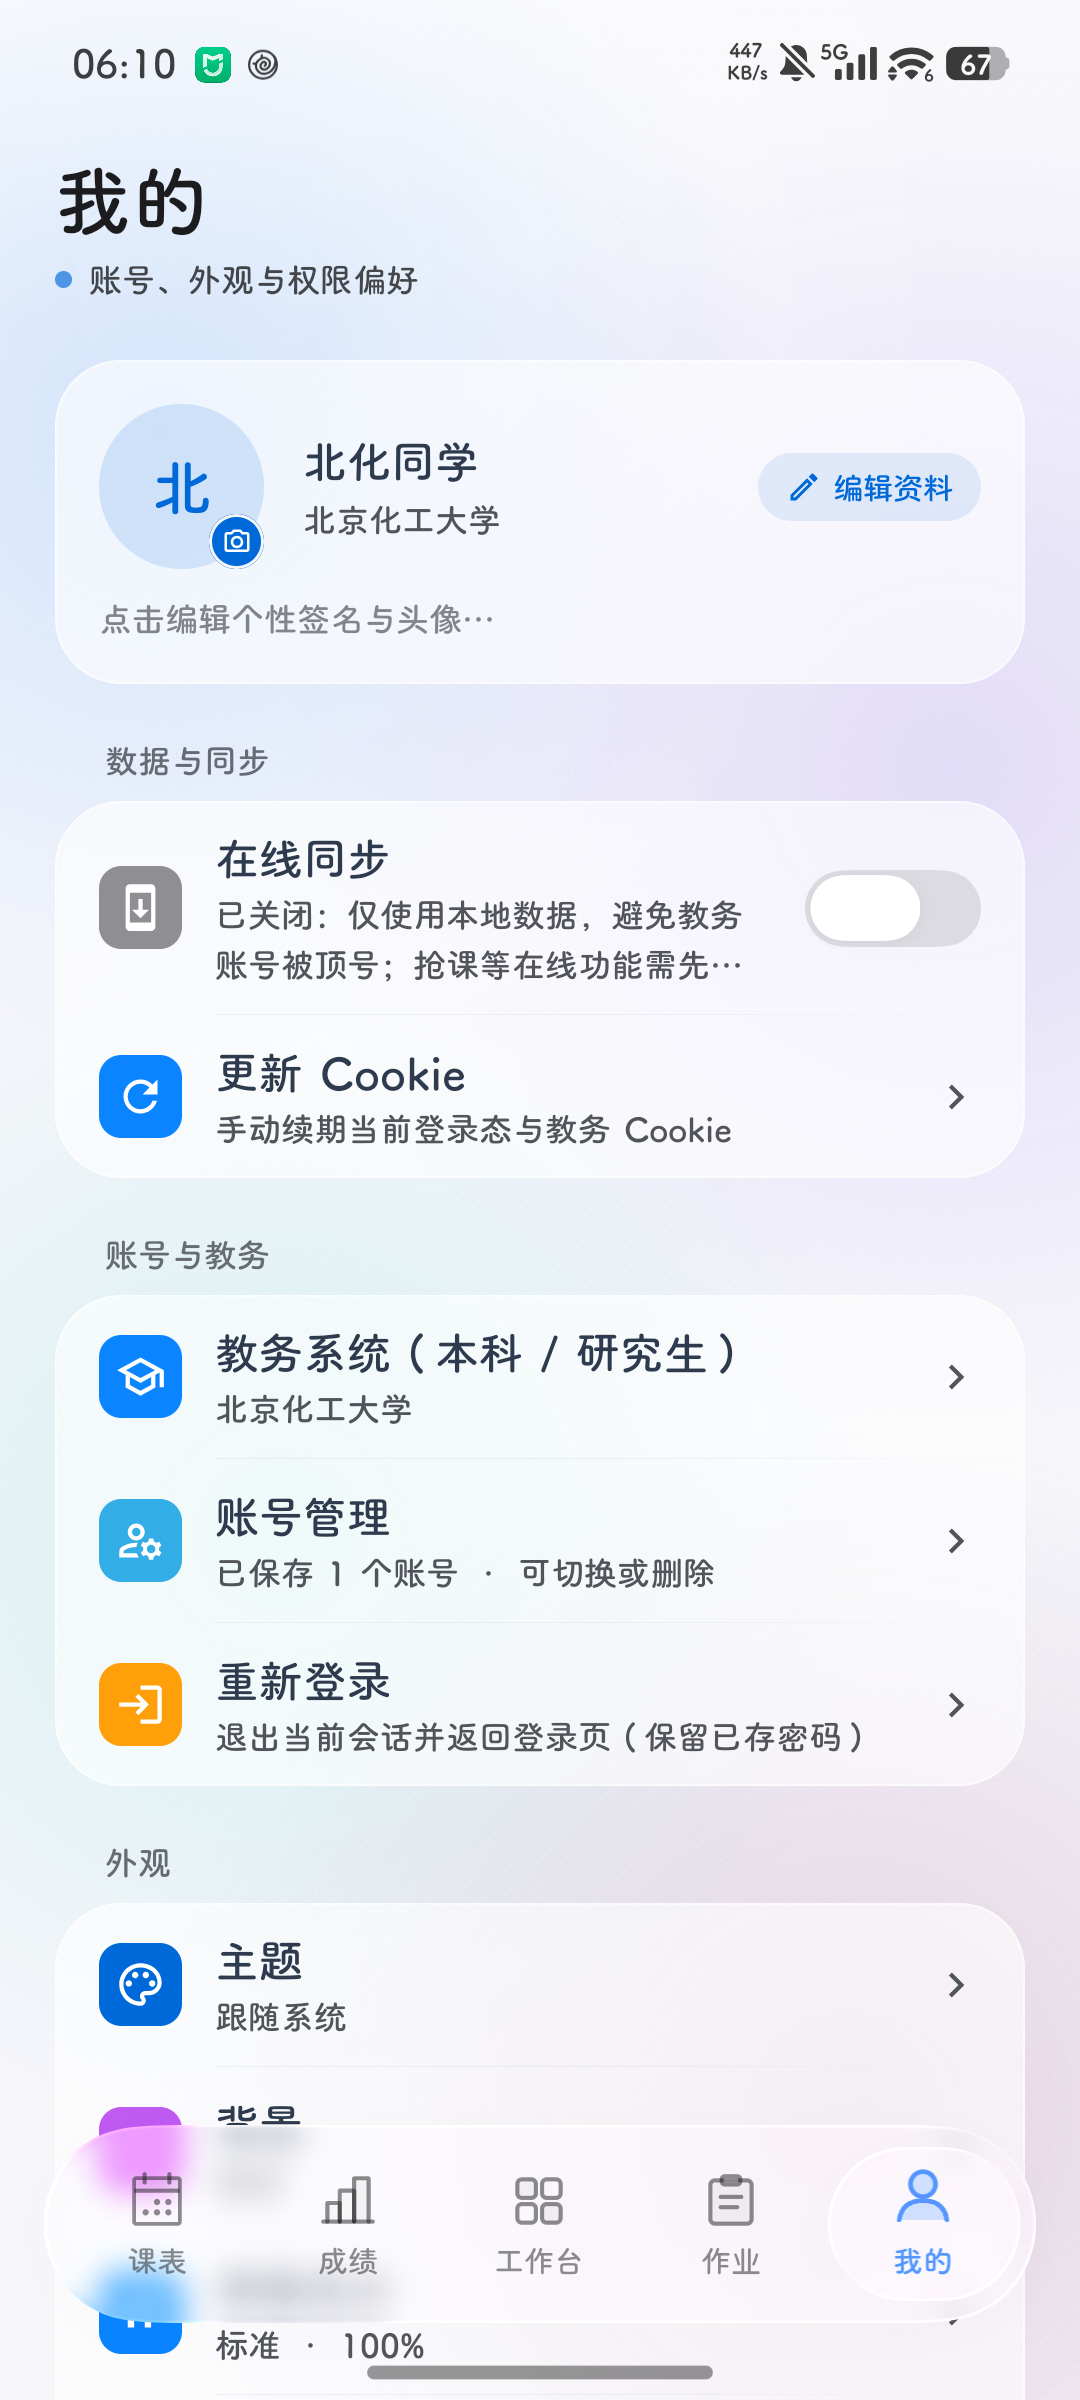 06:10
447 KB/s
5G
6
67
我的
账号、外观与权限偏好
北
北化同学
北京化工大学
编辑资料
点击编辑个性签名与头像…
数据与同步
在线同步
已关闭：仅使用本地数据，避免教务
账号被顶号；抢课等在线功能需先…
更新 Cookie
手动续期当前登录态与教务 Cookie
账号与教务
教务系统（本科 / 研究生）
北京化工大学
账号管理
已保存 1 个账号 · 可切换或删除
重新登录
退出当前会话并返回登录页（保留已存密码）
外观
主题
跟随系统
背景
课表
成绩
工作台
作业
我的
标准 · 100%